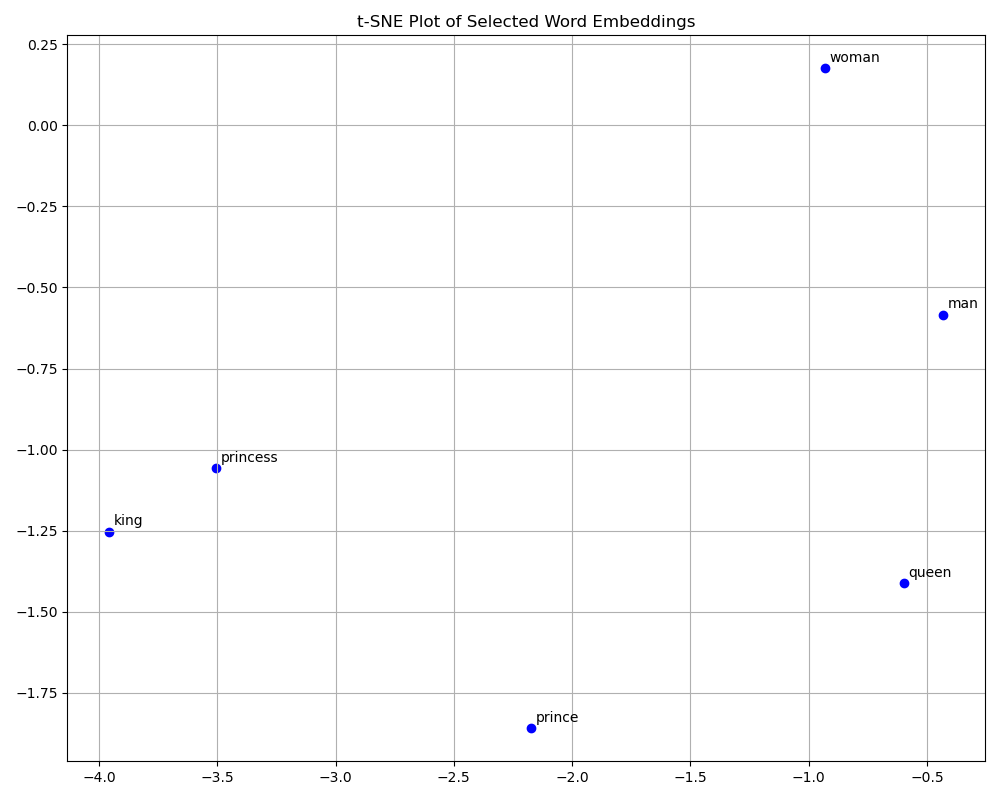 t-SNE Plot of Selected Word Embeddings
0.25
woman
0.00
−0.25
−0.50
man
−0.75
−1.00
princess
king
−1.25
queen
−1.50
−1.75
prince
−4.0 −3.5 −3.0 −2.5 −2.0 −1.5 −1.0 −0.5